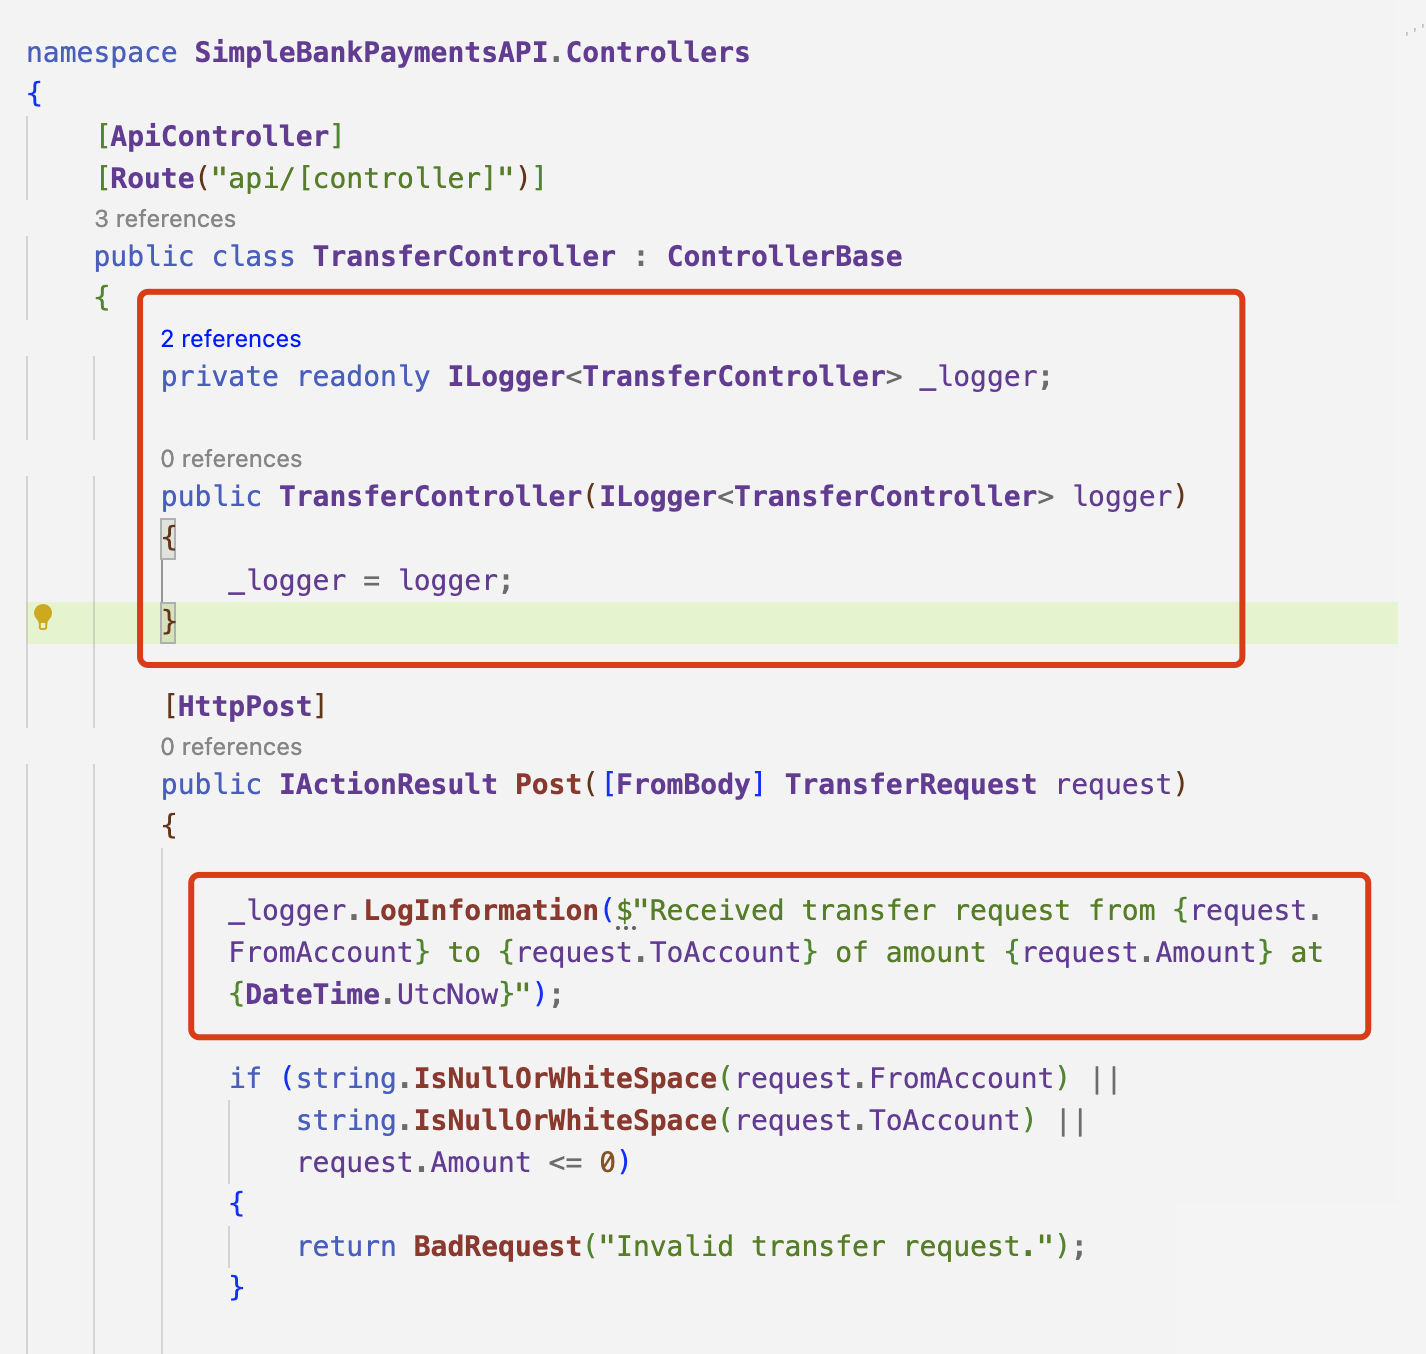 namespace SimpleBankPaymentsAPI.Controllers
{
[ApiController]
[Route("api/[controller]")]
3 references
public class TransferController : ControllerBase
{
2 references
private readonly ILogger<TransferController> _logger;
0 references
public TransferController(ILogger<TransferController> logger)
{
_logger = logger;
}
[HttpPost]
0 references
public IActionResult Post([FromBody] TransferRequest request)
{
_logger.LogInformation($"Received transfer request from {request.
FromAccount} to {request.ToAccount} of amount {request.Amount} at
{DateTime.UtcNow}");
if (string.IsNullOrWhiteSpace(request.FromAccount) ||
string.IsNullOrWhiteSpace(request.ToAccount) ||
request.Amount <= 0)
{
return BadRequest("Invalid transfer request.");
}